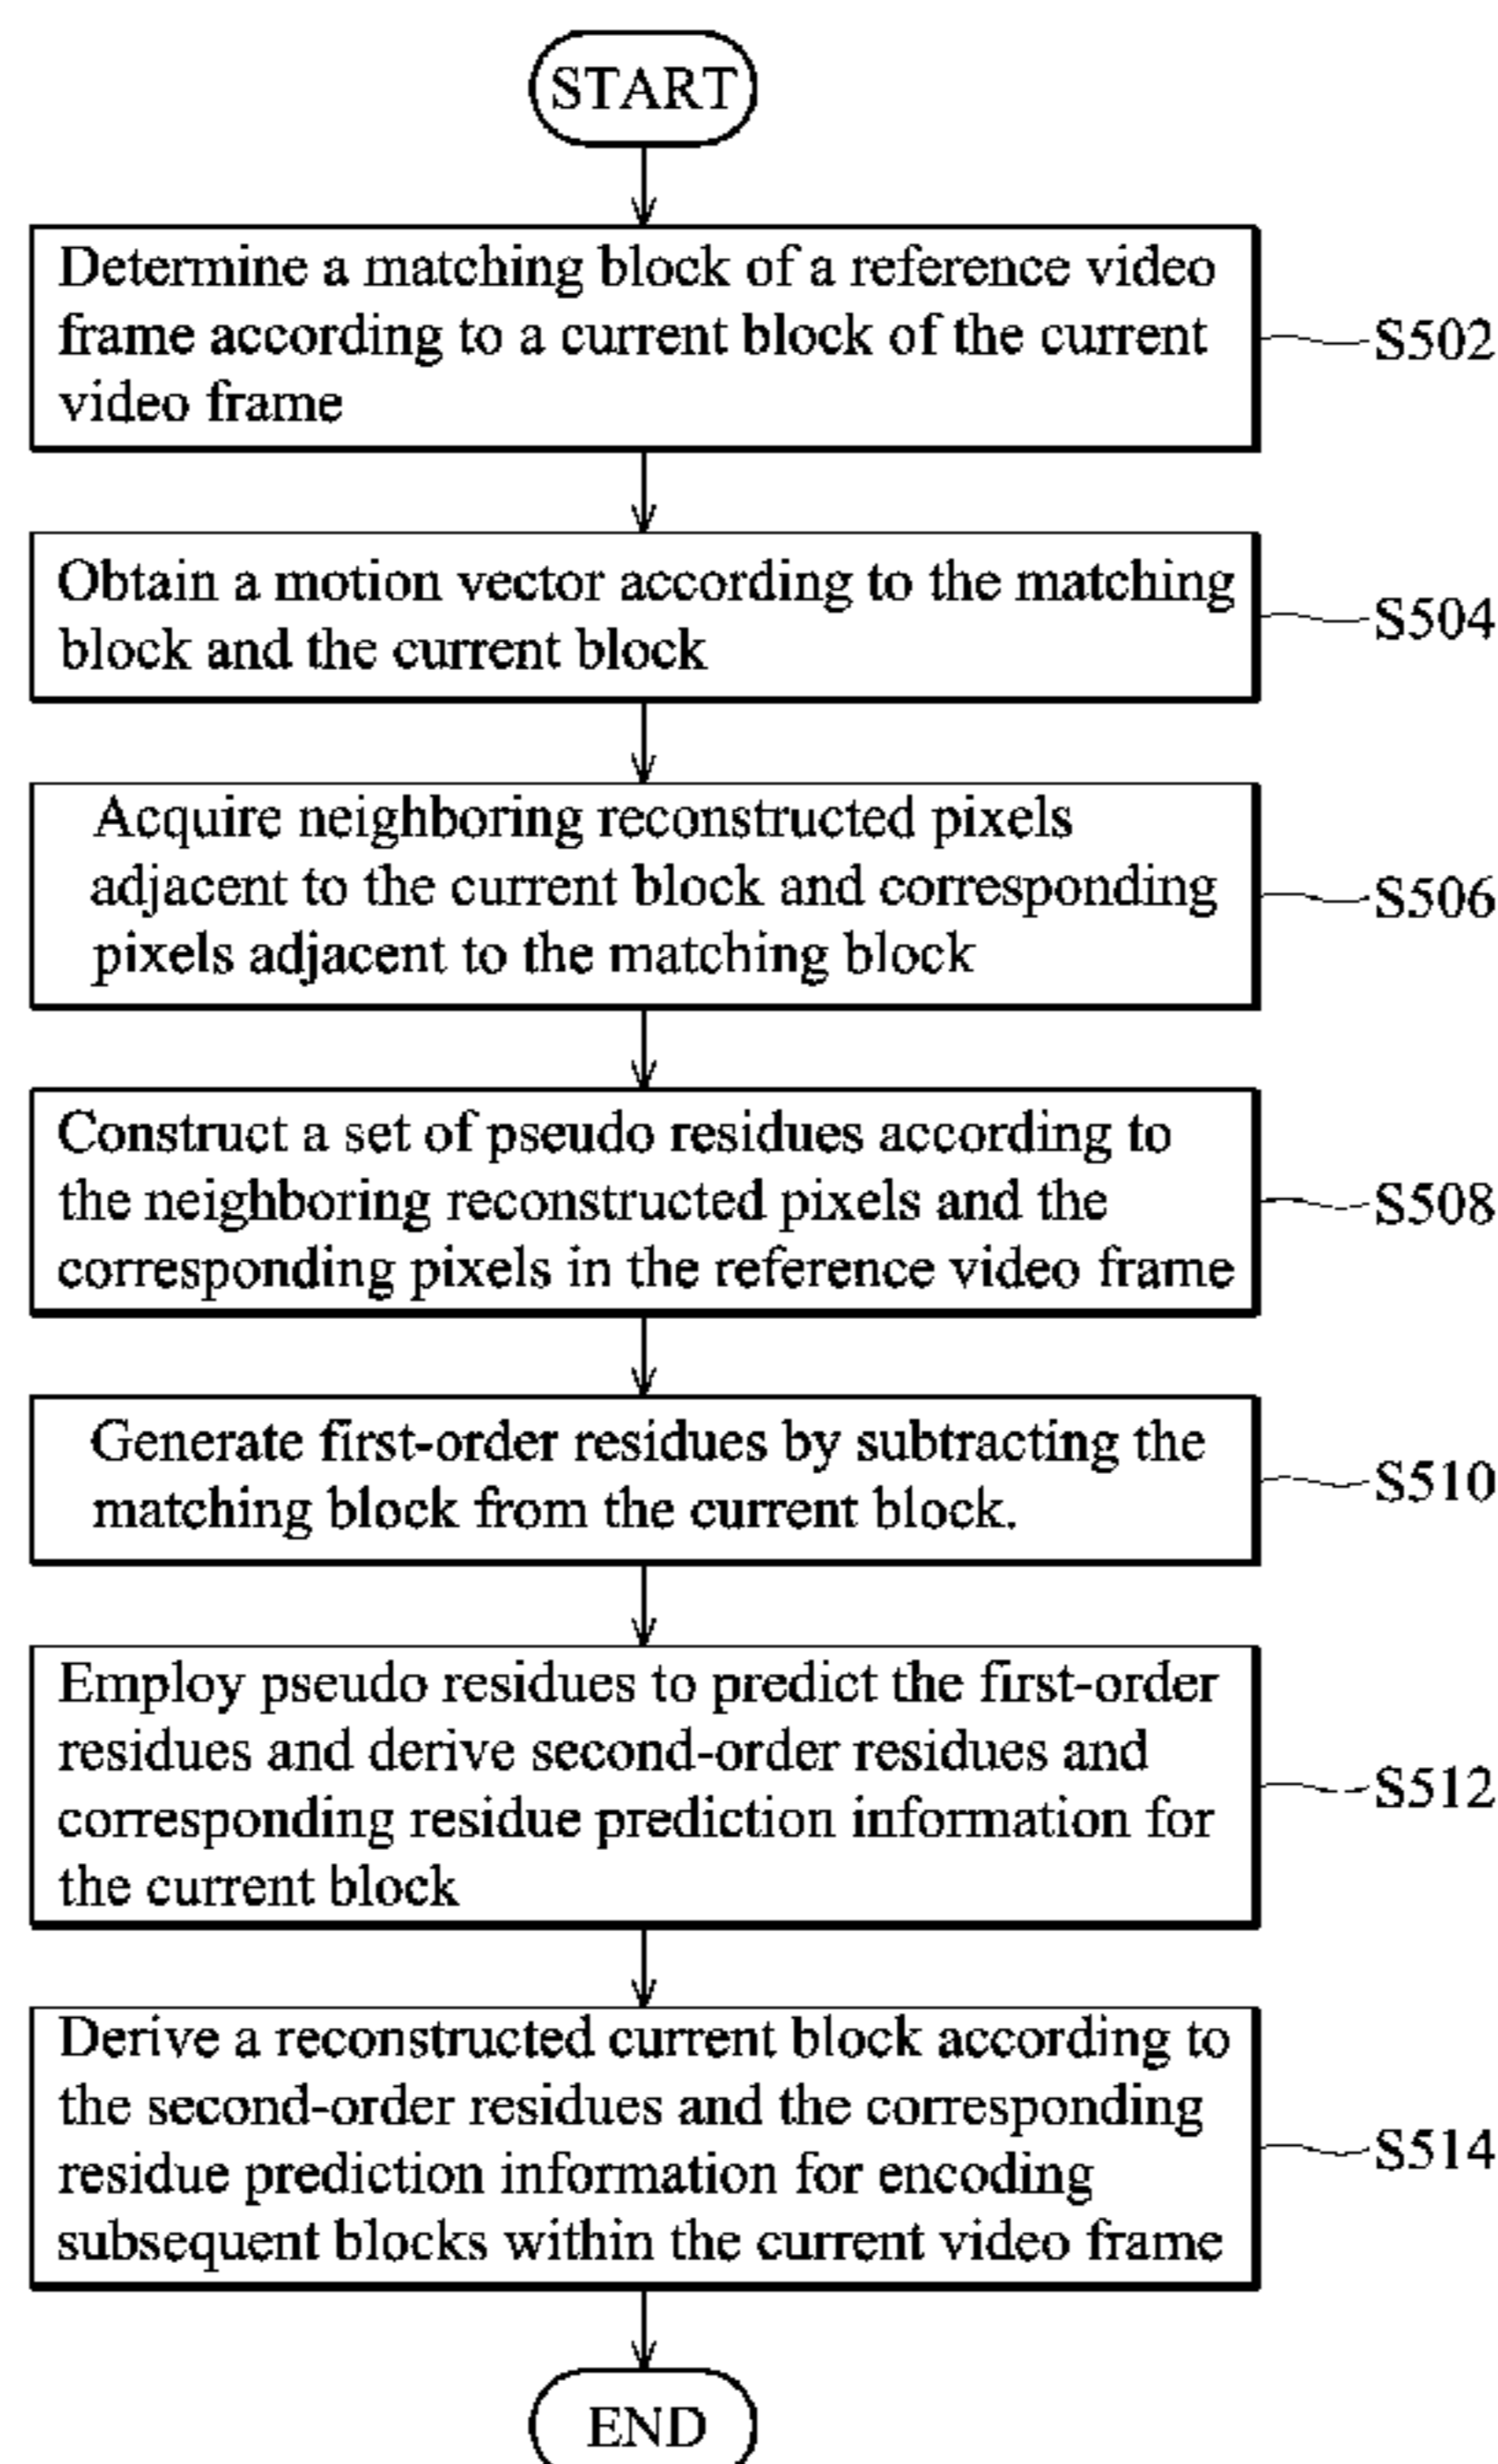 START
Determine a matching block of a reference video
frame according to a current block of the current
video frame
S502
Obtain a motion vector according to the matching
block and the current block
S504
Acquire neighboring reconstructed pixels
adjacent to the current block and corresponding
pixels adjacent to the matching block
S506
Construct a set of pseudo residues according to
the neighboring reconstructed pixels and the
corresponding pixels in the reference video frame
S508
Generate first-order residues by subtracting the
matching block from the current block.
S510
Employ pseudo residues to predict the first-order
residues and derive second-order residues and
corresponding residue prediction information for
the current block
S512
Derive a reconstructed current block according to
the second-order residues and the corresponding
residue prediction information for encoding
subsequent blocks within the current video frame
S514
END